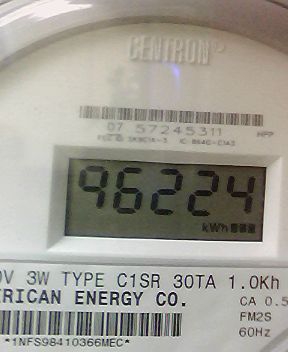 CENTRON
07 57245311
96224
kWh
0V 3W TYPE C1SR 30TA 1.0Kh
ERICAN ENERGY CO.
CA 0.5
FM2S
60Hz
*1NFS98410366MEC*